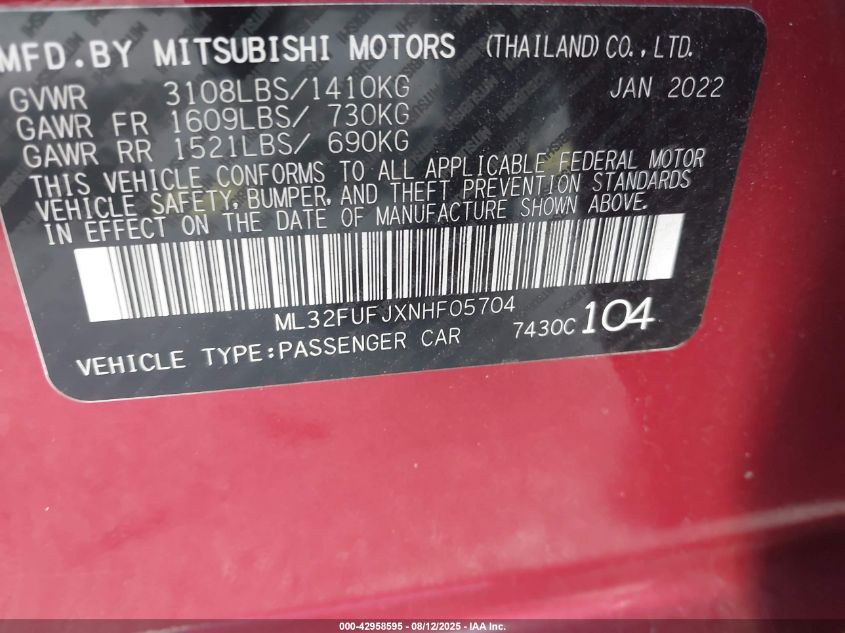 MFD.BY MITSUBISHI MOTORS (THAILAND) CO., LTD.
GVWR 3108LBS/1410KG JAN 2022
GAWR FR 1609LBS/ 730KG
GAWR RR 1521LBS/ 690KG
THIS VEHICLE CONFORMS TO ALL APPLICABLE FEDERAL MOTOR
VEHICLE SAFETY, BUMPER, AND THEFT PREVENTION STANDARDS
IN EFFECT ON THE DATE OF MANUFACTURE SHOWN ABOVE.
ML32FUFJXNHF05704
VEHICLE TYPE:PASSENGER CAR 7430C 104
000-42958595 - 08/12/2025 - IAA Inc.